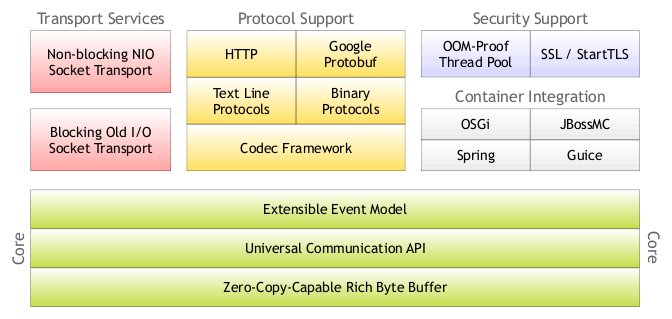 Transport Services
Non-blocking NIO
Socket Transport
Blocking Old I/O
Socket Transport
Protocol Support
HTTP
Google
Protobuf
Text Line
Protocols
Binary
Protocols
Codec Framework
Security Support
OOM-Proof
Thread Pool
SSL / StartTLS
Container Integration
OSGi
JBossMC
Spring
Guice
Core
Extensible Event Model
Universal Communication API
Zero-Copy-Capable Rich Byte Buffer
Core